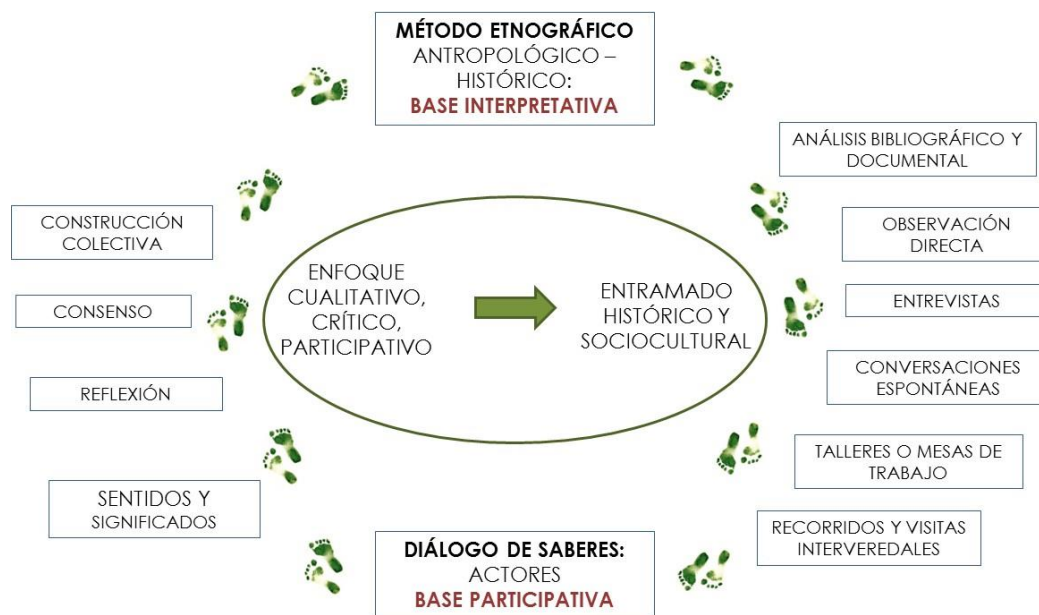 MÉTODO ETNOGRÁFICO
ANTROPOLÓGICO –
HISTÓRICO:
BASE INTERPRETATIVA
ANÁLISIS BIBLIOGRÁFICO Y
DOCUMENTAL
CONSTRUCCIÓN
COLECTIVA
OBSERVACIÓN
DIRECTA
ENFOQUE
CUALITATIVO,
CRÍTICO,
PARTICIPATIVO
ENTRAMADO
HISTÓRICO Y
SOCIOCULTURAL
CONSENSO
ENTREVISTAS
REFLEXIÓN
CONVERSACIONES
ESPONTÁNEAS
TALLERES O MESAS DE
TRABAJO
SENTIDOS Y
SIGNIFICADOS
RECORRIDOS Y VISITAS
INTERVEREDALES
DIÁLOGO DE SABERES:
ACTORES
BASE PARTICIPATIVA